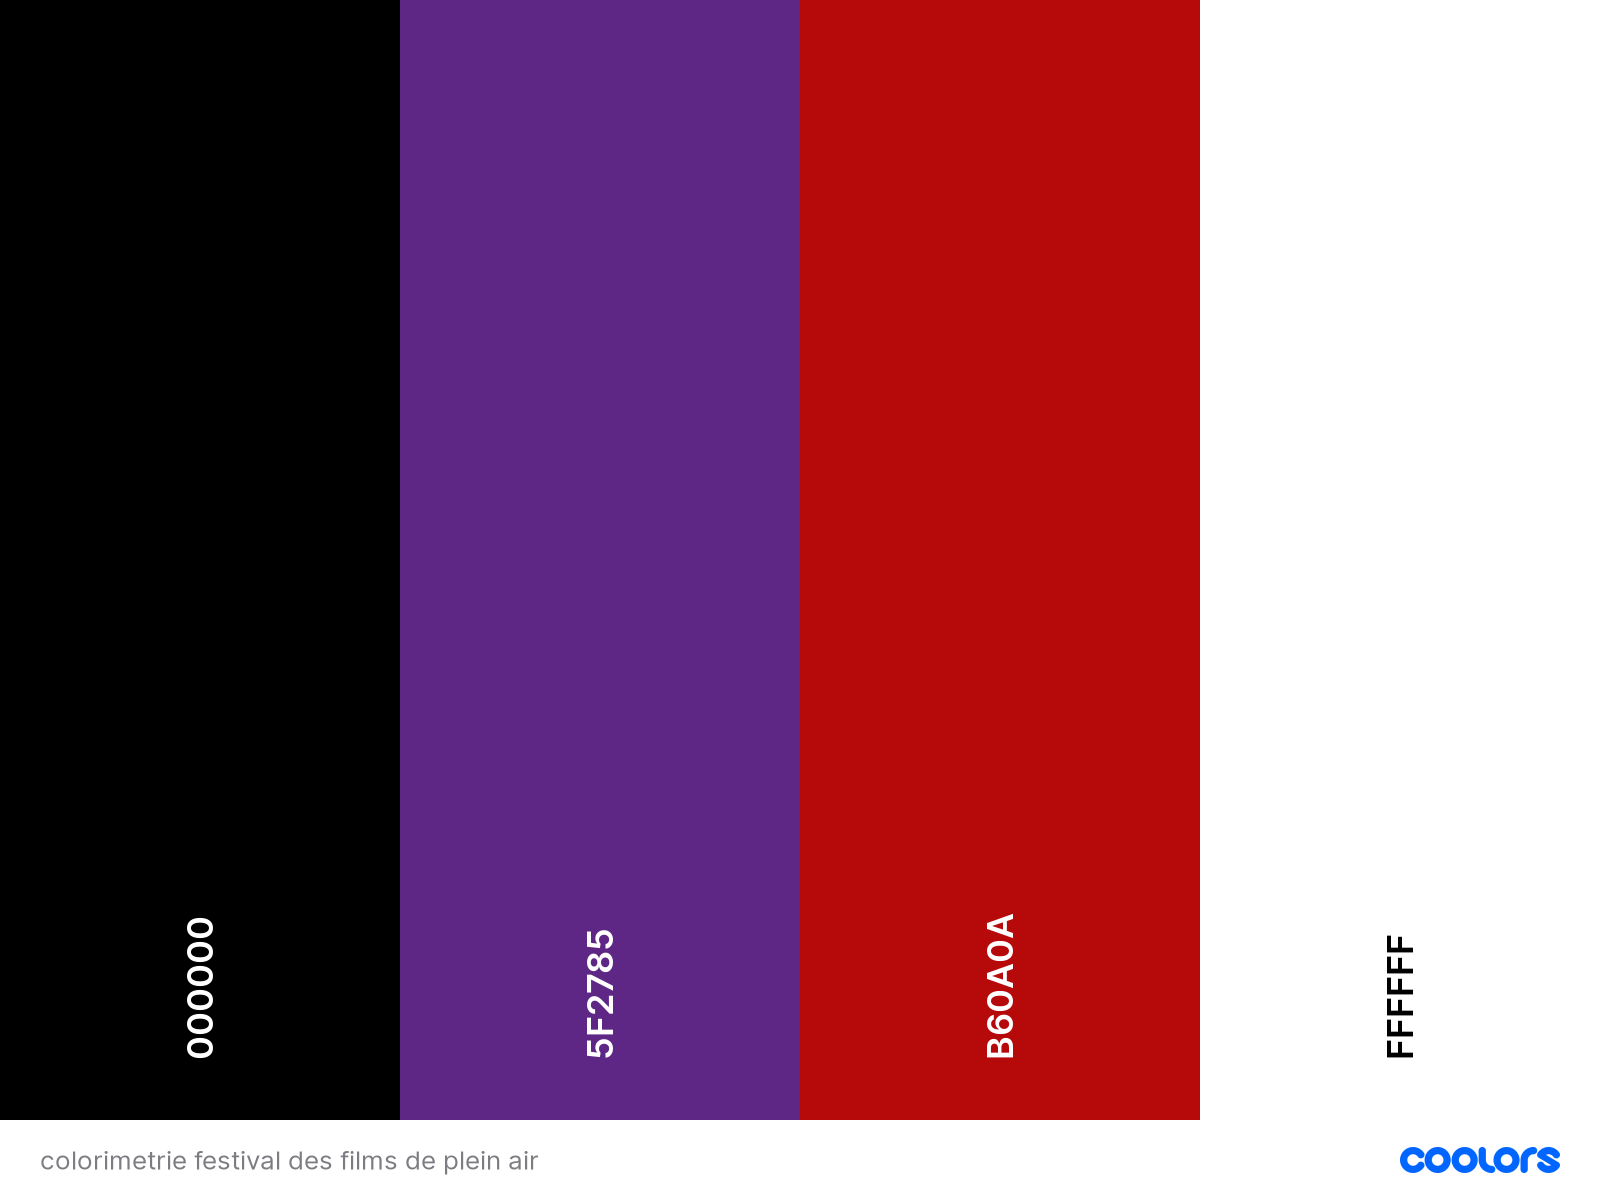 000000
5F2785
B60A0A
FFFFFF
colorimetrie festival des films de plein air
coolors